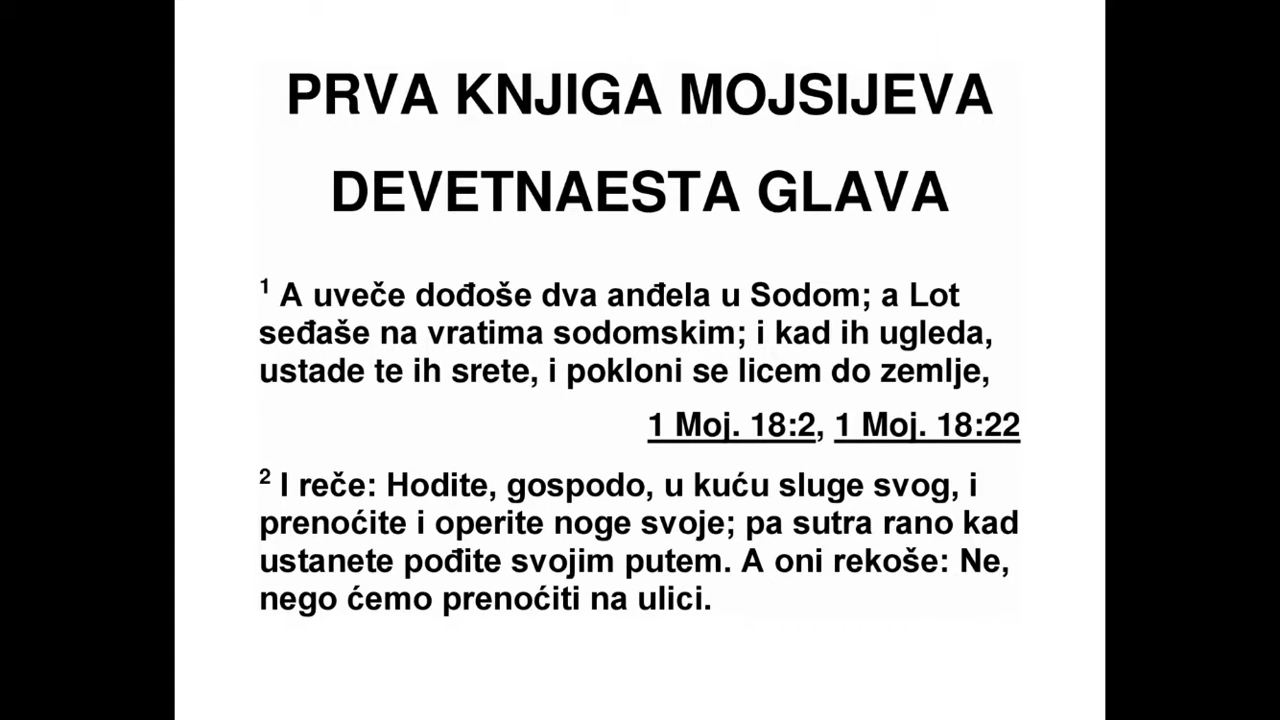 PRVA KNJIGA MOJSIJEVA
DEVETNAESTA GLAVA
1 A uveče dođoše dva anđela u Sodom; a Lot
seđaše na vratima sodomskim; i kad ih ugleda,
ustade te ih srete, i pokloni se licem do zemlje,
1 Moj. 18:2, 1 Moj. 18:22
2 I reče: Hodite, gospodo, u kuću sluge svog, i
prenoćite i operite noge svoje; pa sutra rano kad
ustanete pođite svojim putem. A oni rekoše: Ne,
nego ćemo prenoćiti na ulici.